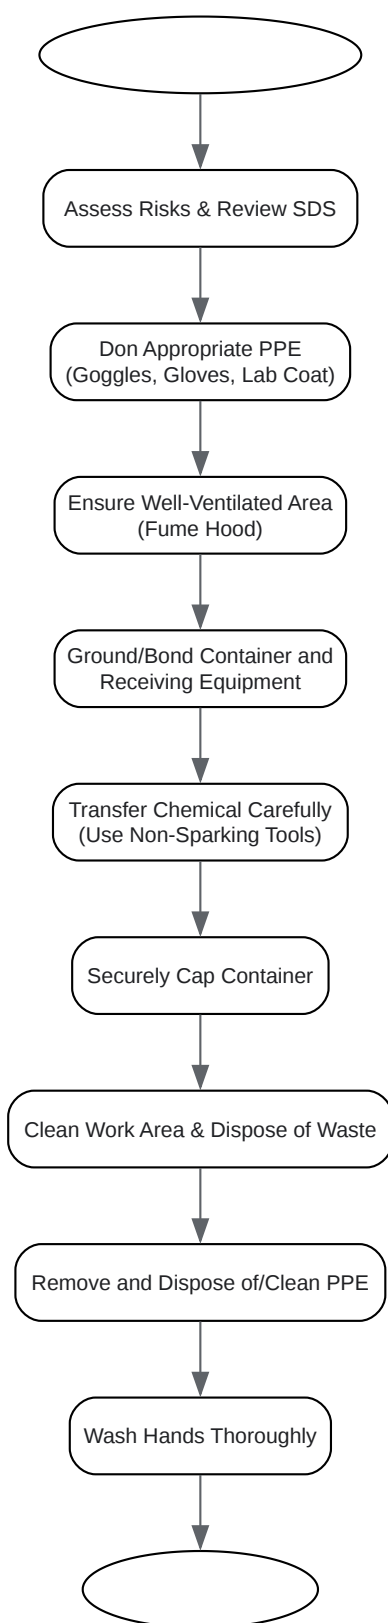 Assess Risks & Review SDS
Don Appropriate PPE
(Goggles, Gloves, Lab Coat)
Ensure Well-Ventilated Area
(Fume Hood)
Ground/Bond Container and
Receiving Equipment
Transfer Chemical Carefully
(Use Non-Sparking Tools)
Securely Cap Container
Clean Work Area & Dispose of Waste
Remove and Dispose of/Clean PPE
Wash Hands Thoroughly